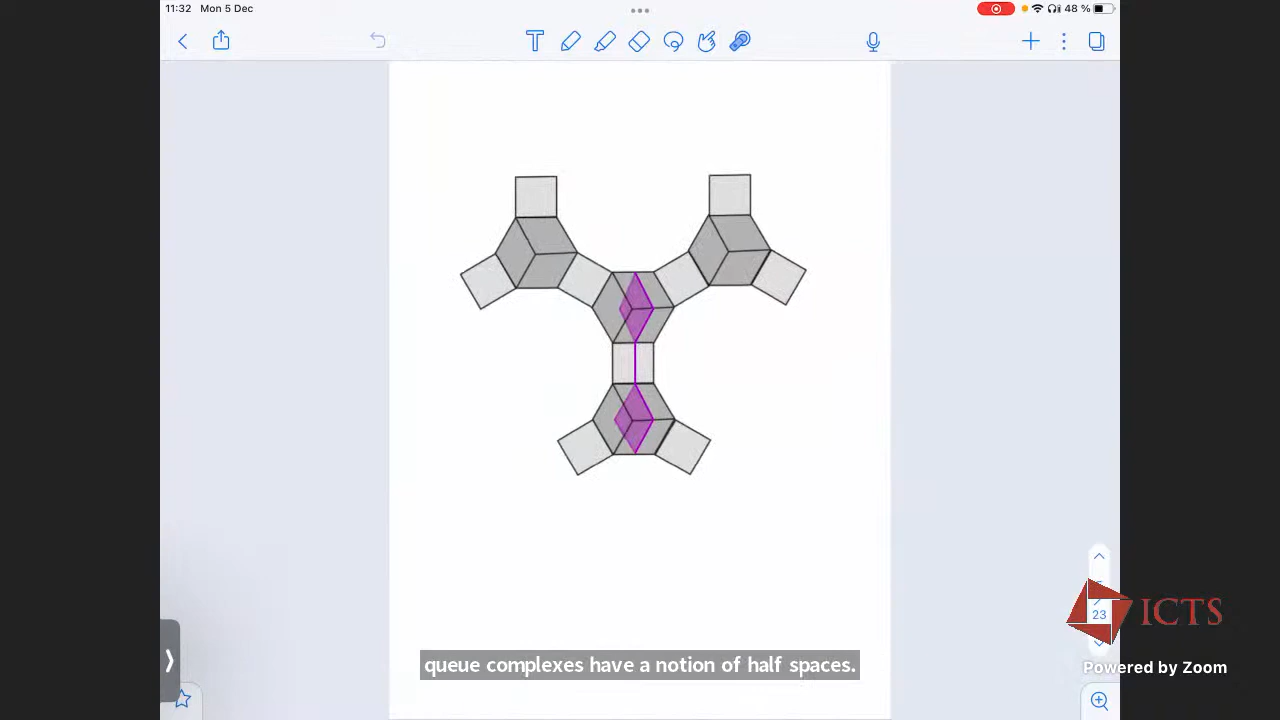 11:32 Mon 5 Dec
48 %
23
ICTS
queue complexes have a notion of half spaces.
Powered by Zoom